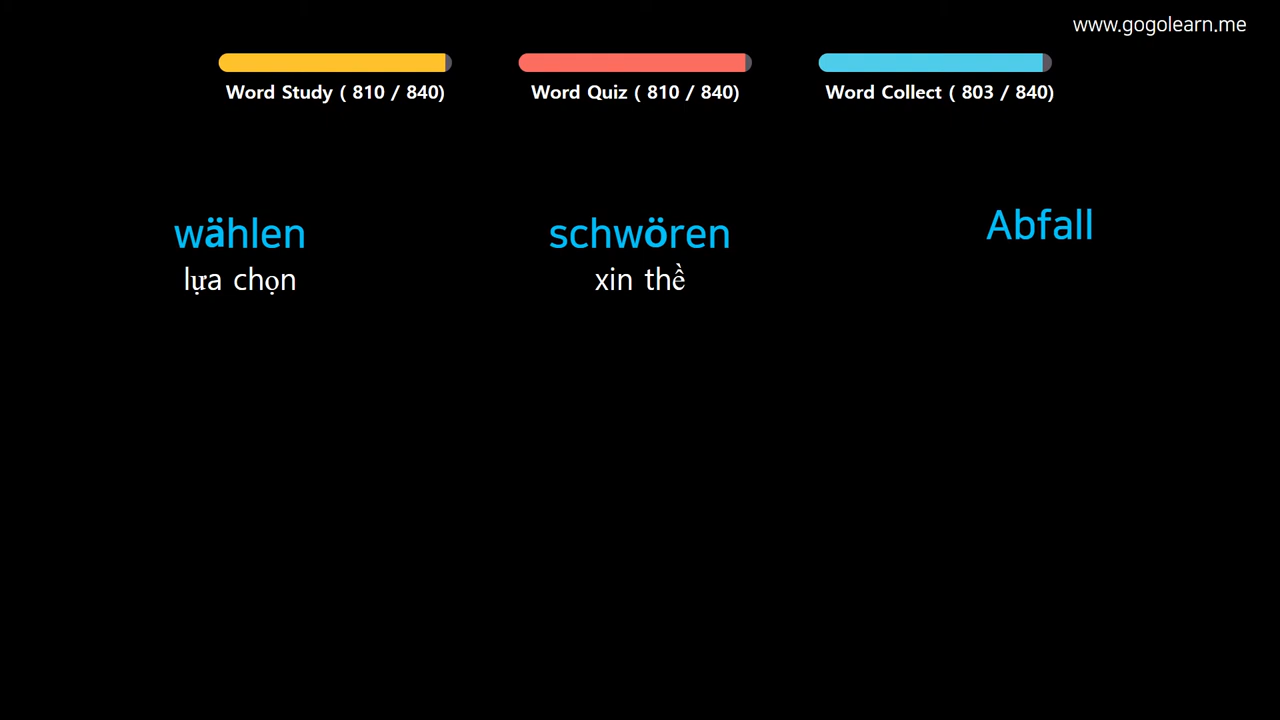 www.gogolearn.me
Word Study ( 810 / 840)
Word Quiz ( 810 / 840)
Word Collect ( 803 / 840)
wählen
lựa chọn
schwören
xin thề
Abfall